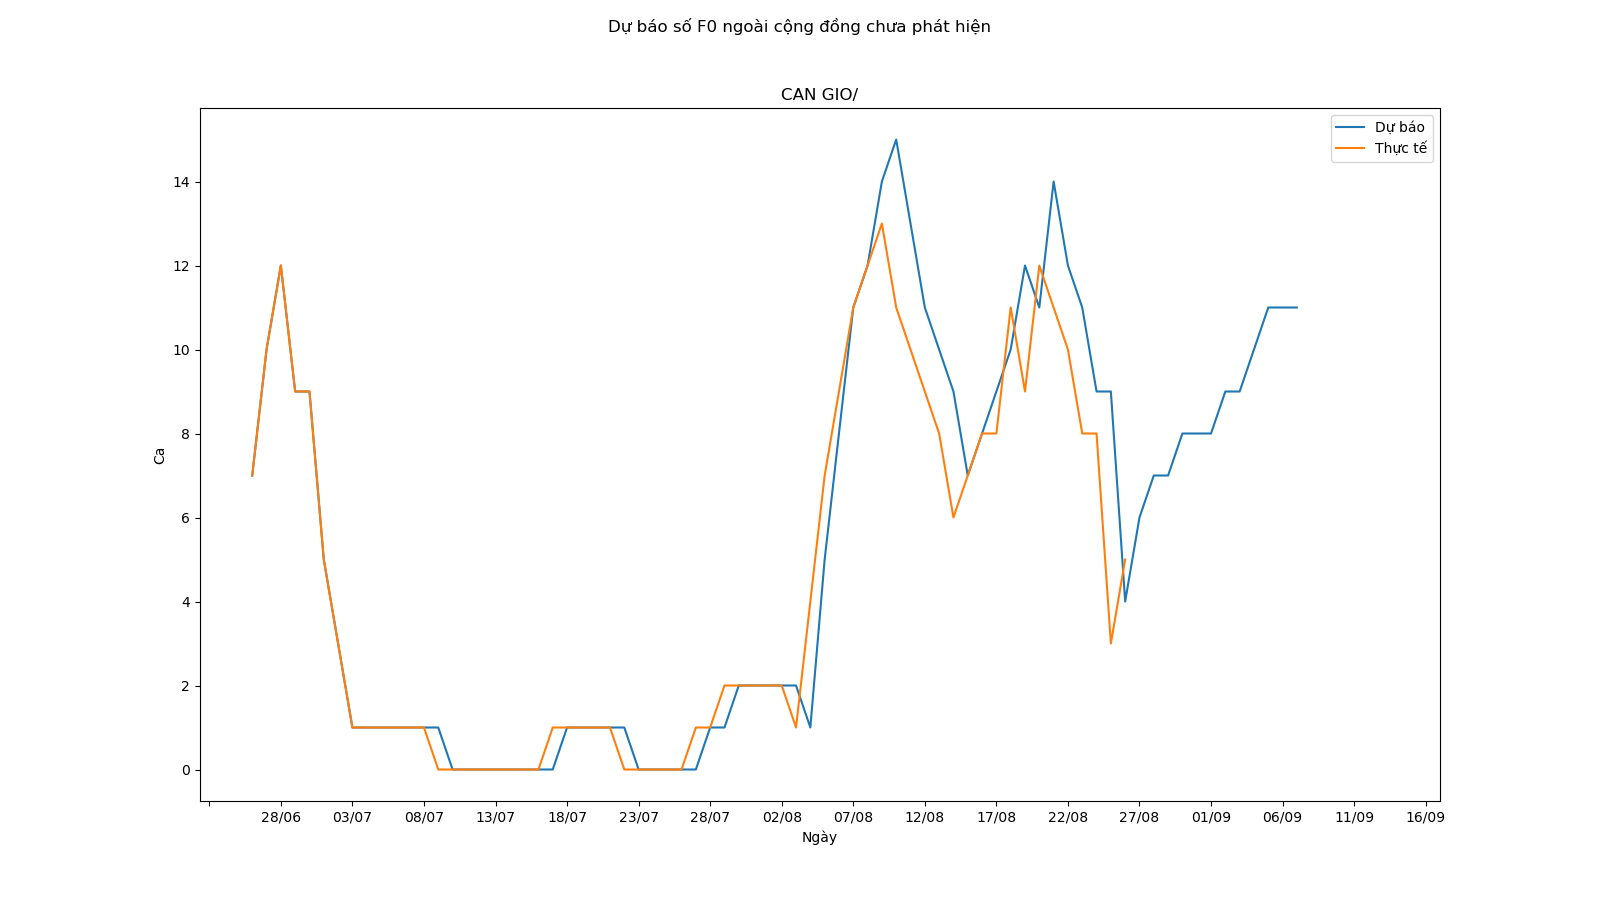 Dự báo số F0 ngoài cộng đồng chưa phát hiện
CAN GIO/
Dự báo
Thực tế
14
12
10
8
6
4
2
0
Ca
28/06 03/07 08/07 13/07 18/07 23/07 28/07 02/08 07/08 12/08 17/08 22/08 27/08 01/09 06/09 11/09 16/09
Ngày